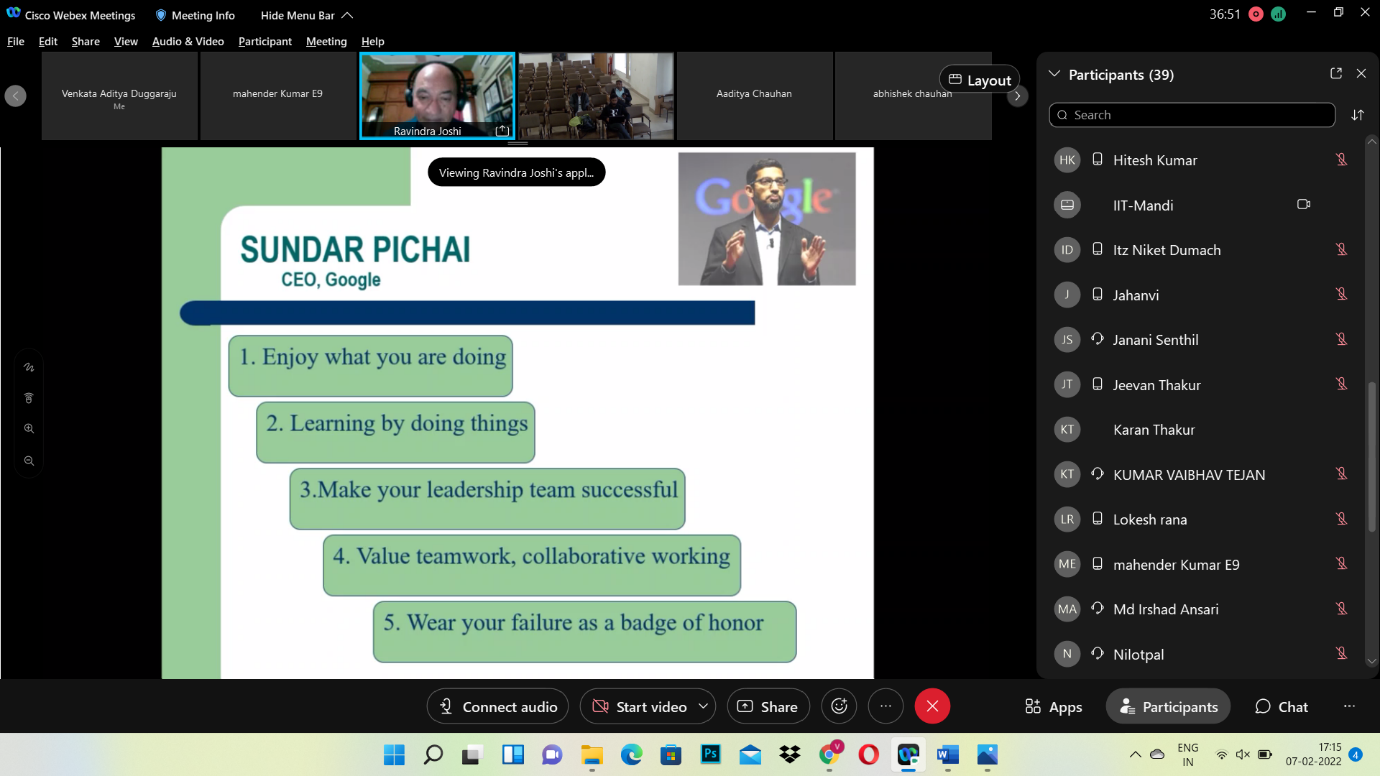 Cisco Webex Meetings
Meeting Info
Hide Menu Bar
36:51
File Edit Share View Audio & Video Participant Meeting Help
Venkata Aditya Duggaraju
Me
mahender Kumar E9
Ravindra Joshi
Aaditya Chauhan
abhishek chauhan
Layout
Viewing Ravindra Joshi's appl...
Google
SUNDAR PICHAI
CEO, Google
1. Enjoy what you are doing
2. Learning by doing things
3.Make your leadership team successful
4. Value teamwork, collaborative working
5. Wear your failure as a badge of honor
Participants (39)
Search
HK Hitesh Kumar
IIT-Mandi
ID Itz Niket Dumach
J Jahanvi
JS Janani Senthil
JT Jeevan Thakur
KT Karan Thakur
KT KUMAR VAIBHAV TEJAN
LR Lokesh rana
ME mahender Kumar E9
MA Md Irshad Ansari
N Nilotpal
Connect audio
Start video
Share
Apps
Participants
Chat
Ps
V
W
ENG
IN
17:15
07-02-2022
4